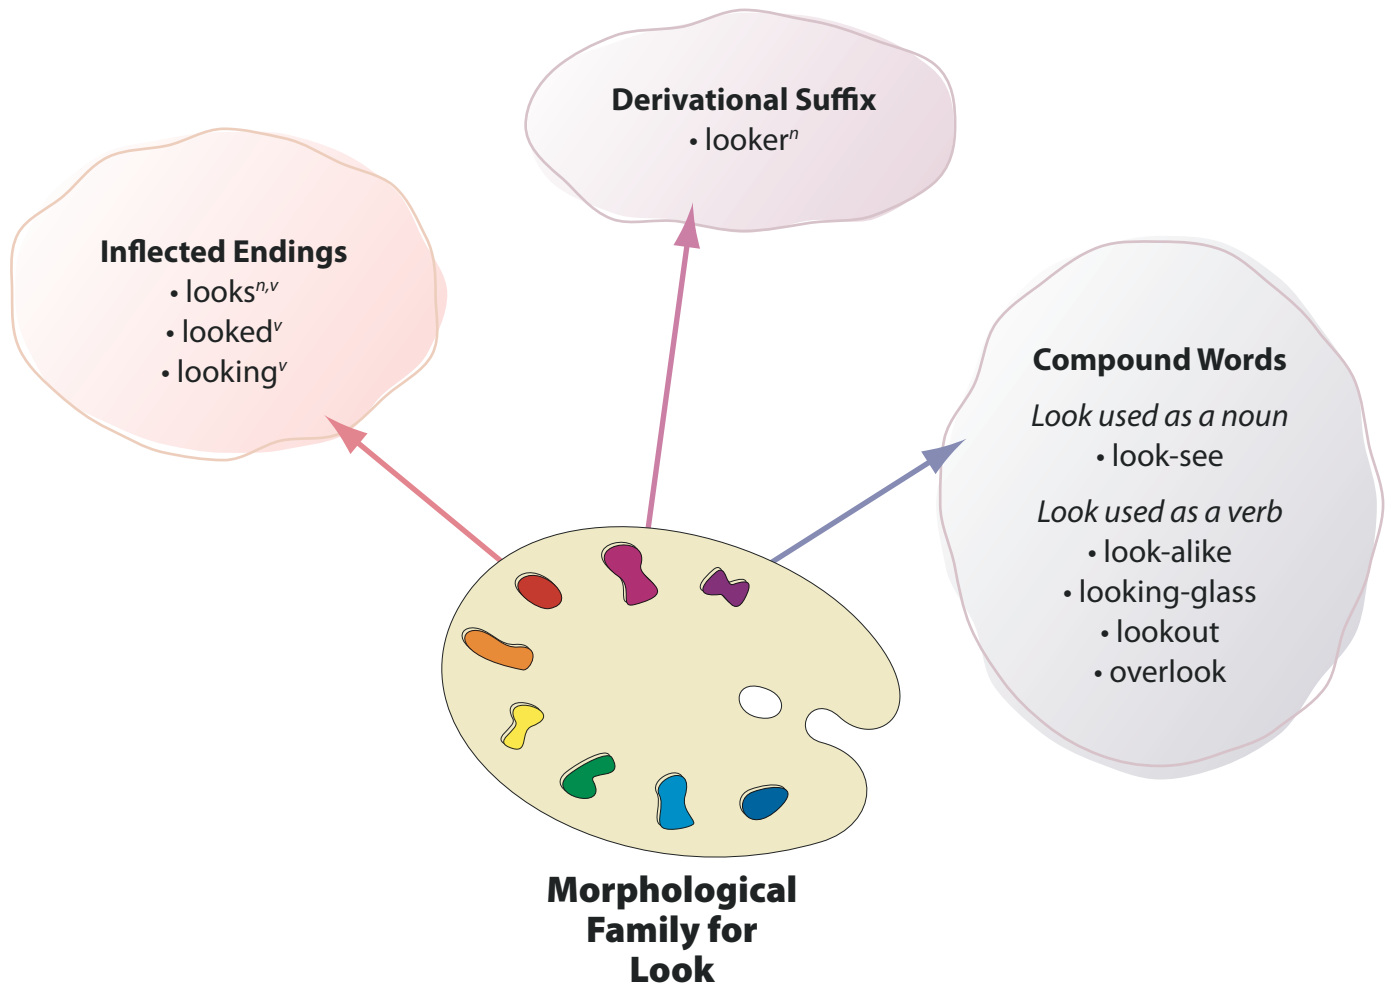 Derivational Suffix
• lookerⁿ
Inflected Endings
• looksⁿ,ᵛ
• lookedᵛ
• lookingᵛ
Compound Words
Look used as a noun
• look-see
Look used as a verb
• look-alike
• looking-glass
• lookout
• overlook
Morphological
Family for
Look